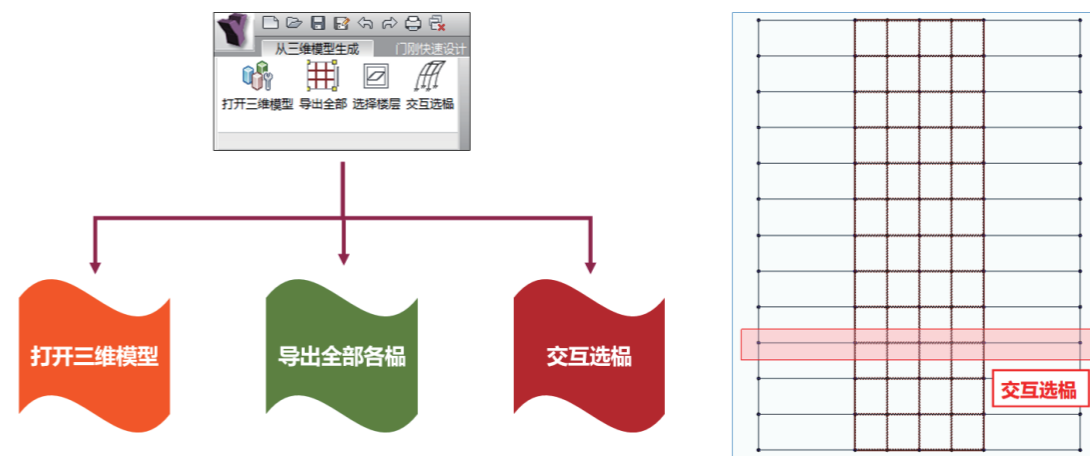 从三维模型生成 门刚快速设计
打开三维模型 导出全部 选择楼层 交互选榀
打开三维模型
导出全部各榀
交互选榀
交互选榀